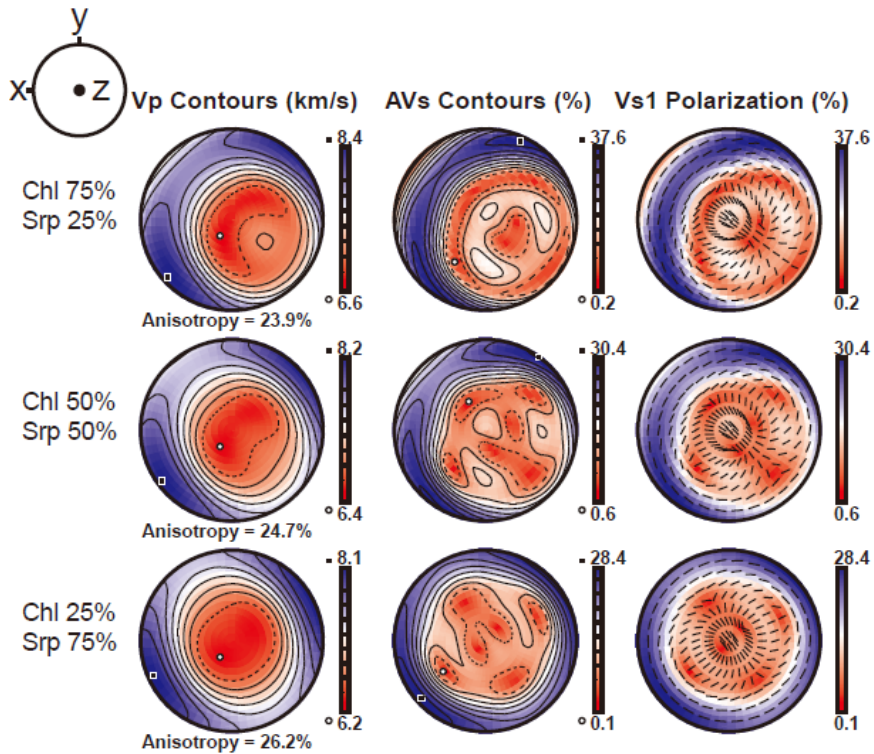 y
x z
Vp Contours (km/s) AVs Contours (%) Vs1 Polarization (%)
8.4 37.6 37.6
Chl 75%
Srp 25%
6.6 0.2 0.2
Anisotropy = 23.9%
8.2 30.4 30.4
Chl 50%
Srp 50%
6.4 0.6 0.6
Anisotropy = 24.7%
8.1 28.4 28.4
Chl 25%
Srp 75%
6.2 0.1 0.1
Anisotropy = 26.2%